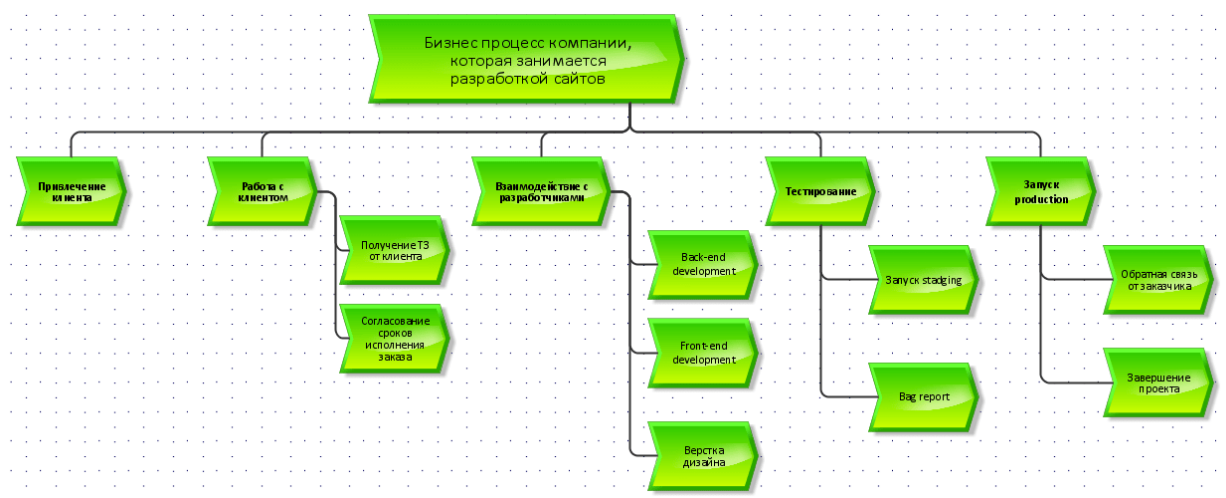 Бизнес процесс компании,
которая занимается
разработкой сайтов
Привлечение
клиента
Работа с
клиентом
Получение ТЗ
от клиента
Согласование
сроков
исполнения
заказа
Взаимодействие с
разработчиками
Back-end
development
Front-end
development
Верстка
дизайна
Тестирование
Запуск stadging
Bag report
Запуск
production
Обратная связь
от заказчика
Завершение
проекта